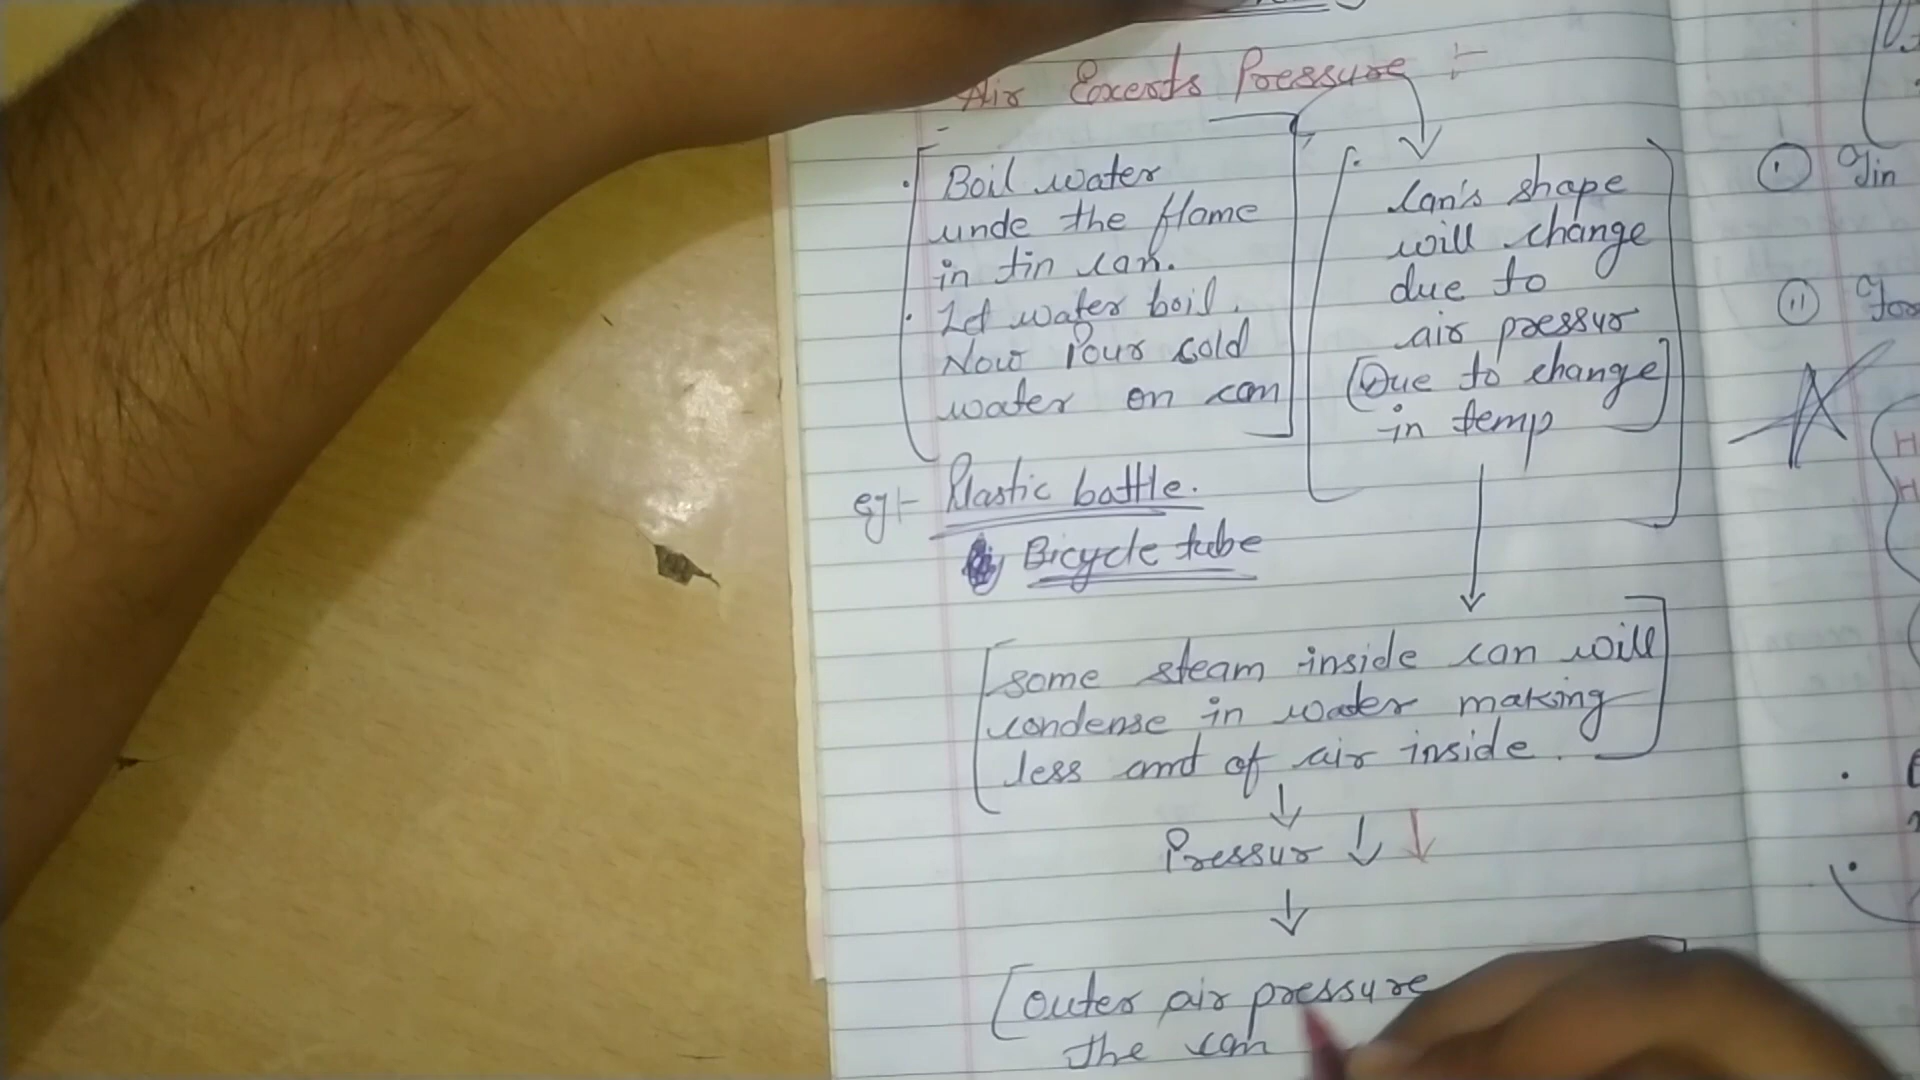 Air Exerts Pressure :-
Boil water
unde the flame
in tin can.
Let water boil.
Now Pour cold
water on can
Can's shape
will change
due to
air pressur
(Due to change
in temp
eg:- Plastic bottle.
Bicycle tube
some steam inside can will
condense in water making
less amt of air inside.
Pressur ↓ ↓
Outer air pressure
the can
(i) Tin
(ii)
H
H